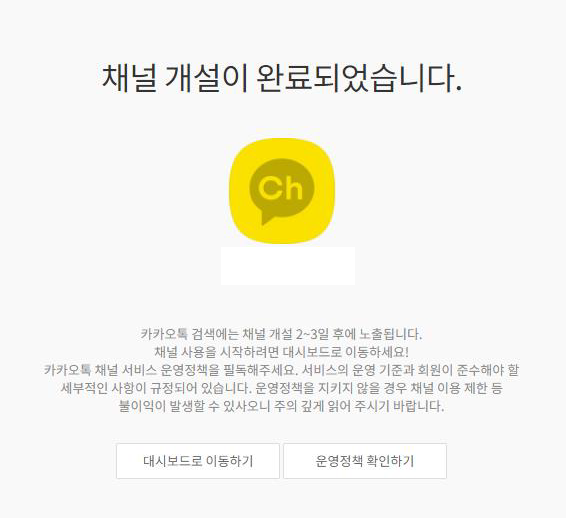 채널 개설이 완료되었습니다.
Ch
카카오톡 검색에는 채널 개설 2~3일 후에 노출됩니다.
채널 사용을 시작하려면 대시보드로 이동하세요!
카카오톡 채널 서비스 운영정책을 필독해주세요. 서비스의 운영 기준과 회원이 준수해야 할
세부적인 사항이 규정되어 있습니다. 운영정책을 지키지 않을 경우 채널 이용 제한 등
불이익이 발생할 수 있사오니 주의 깊게 읽어 주시기 바랍니다.
대시보드로 이동하기 운영정책 확인하기